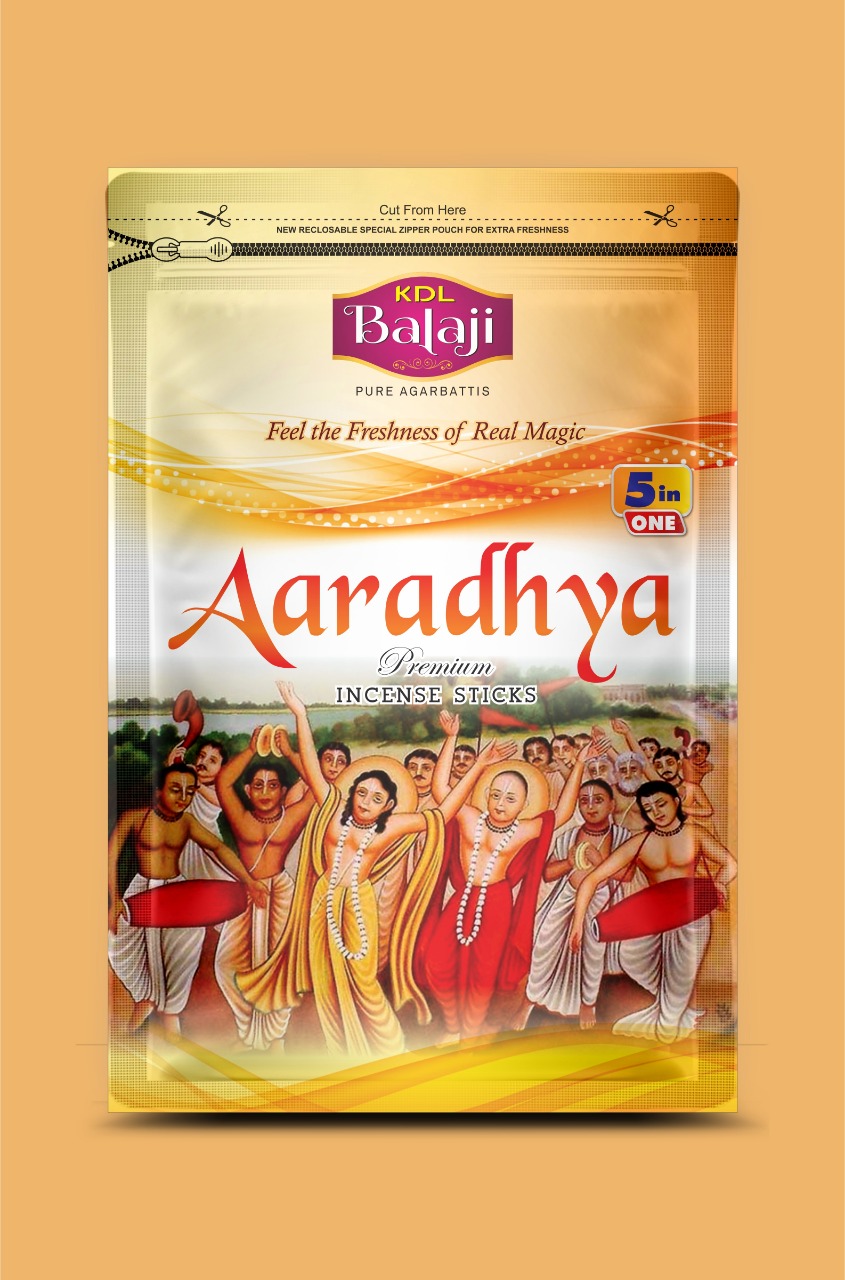 Cut From Here
NEW RECLOSABLE SPECIAL ZIPPER POUCH FOR EXTRA FRESHNESS
KDL
Balaji
PURE AGARBATTIS
Feel the Freshness of Real Magic
5 in
ONE
Aaradhya
Premium
INCENSE STICKS